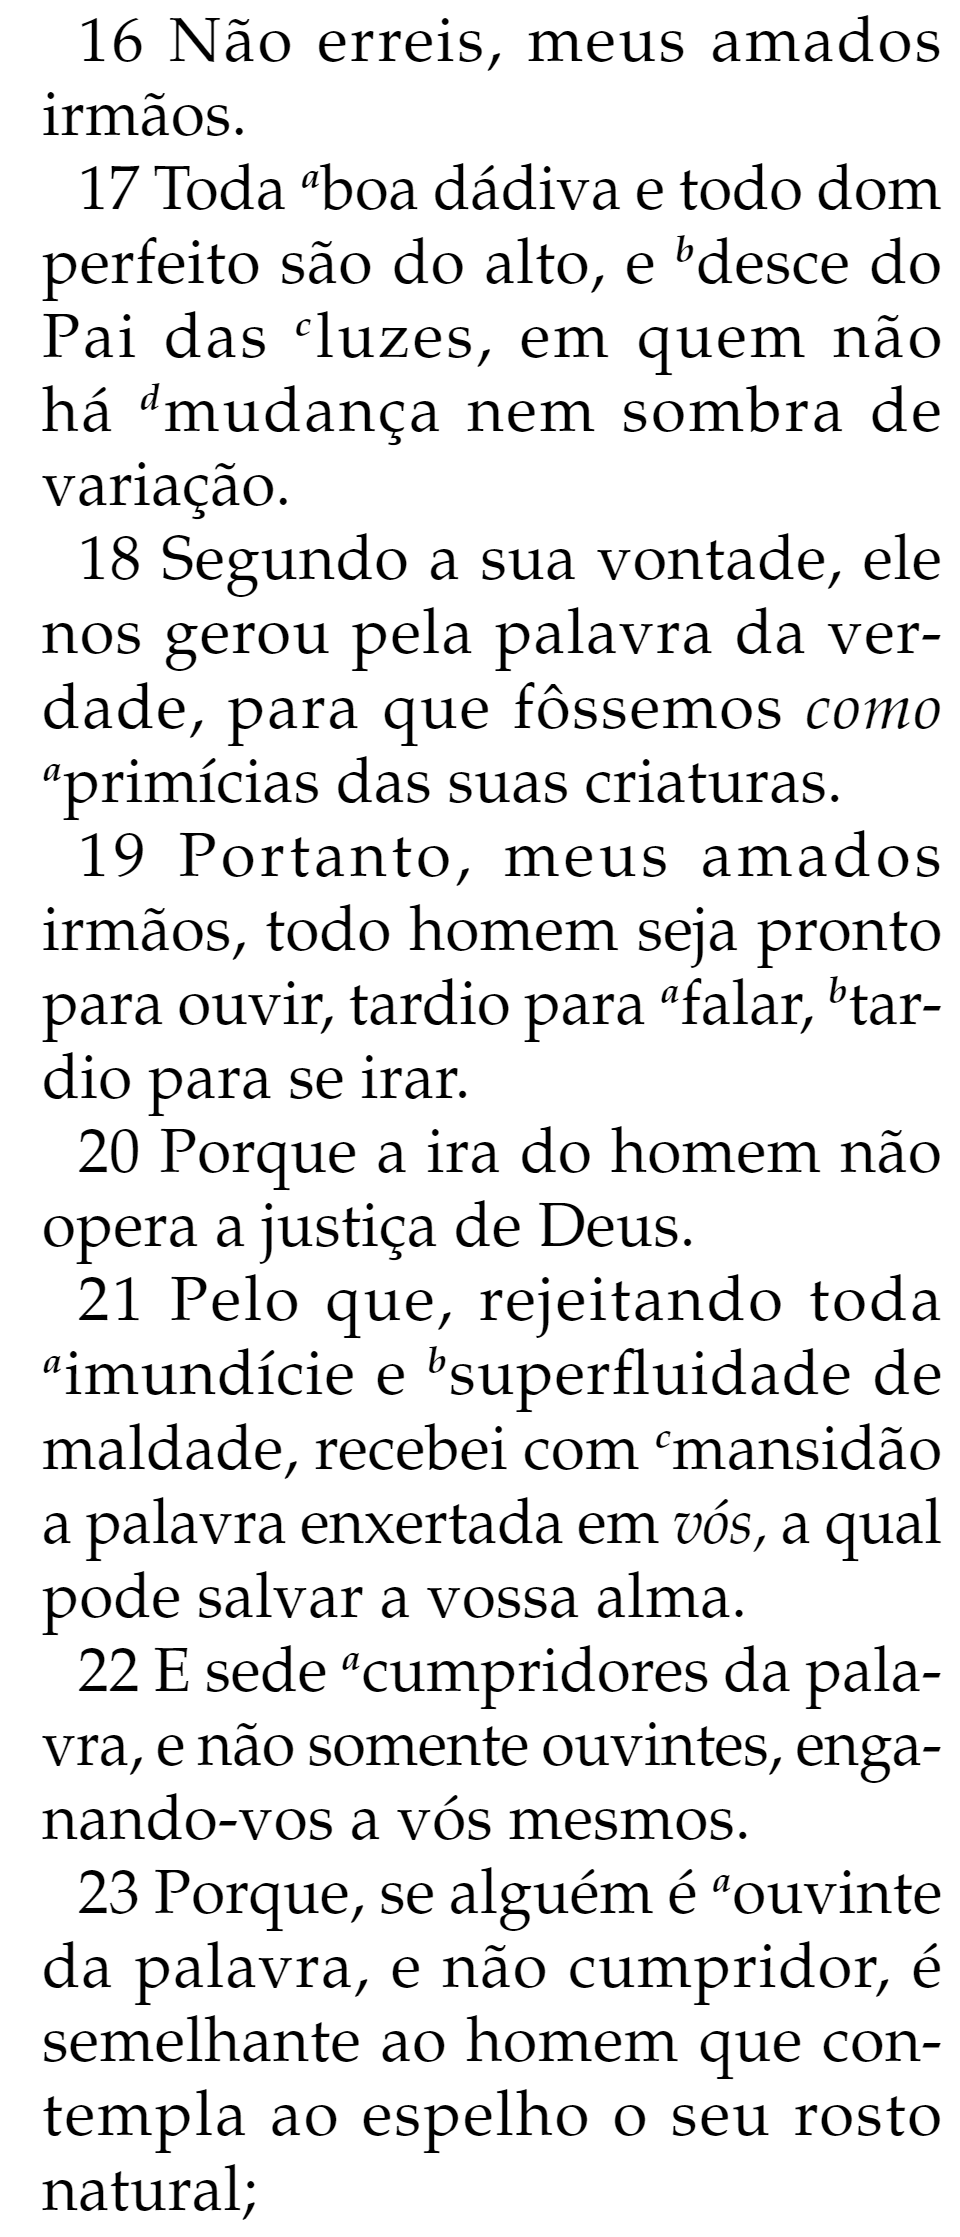 16 Não erreis, meus amados
irmãos.
17 Toda aboa dádiva e todo dom
perfeito são do alto, e bdesce do
Pai das cluzes, em quem não
há dmudança nem sombra de
variação.
18 Segundo a sua vontade, ele
nos gerou pela palavra da ver-
dade, para que fôssemos como
aprimícias das suas criaturas.
19 Portanto, meus amados
irmãos, todo homem seja pronto
para ouvir, tardio para afalar, btar-
dio para se irar.
20 Porque a ira do homem não
opera a justiça de Deus.
21 Pelo que, rejeitando toda
aimundície e bsuperfluidade de
maldade, recebei com cmansidão
a palavra enxertada em vós, a qual
pode salvar a vossa alma.
22 E sede acumpridores da pala-
vra, e não somente ouvintes, enga-
nando-vos a vós mesmos.
23 Porque, se alguém é aouvinte
da palavra, e não cumpridor, é
semelhante ao homem que con-
templa ao espelho o seu rosto
natural;